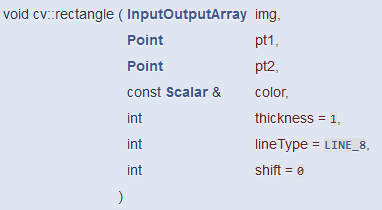 void cv::rectangle ( InputOutputArray img,
Point pt1,
Point pt2,
const Scalar & color,
int thickness = 1,
int lineType = LINE_8,
int shift = 0
)